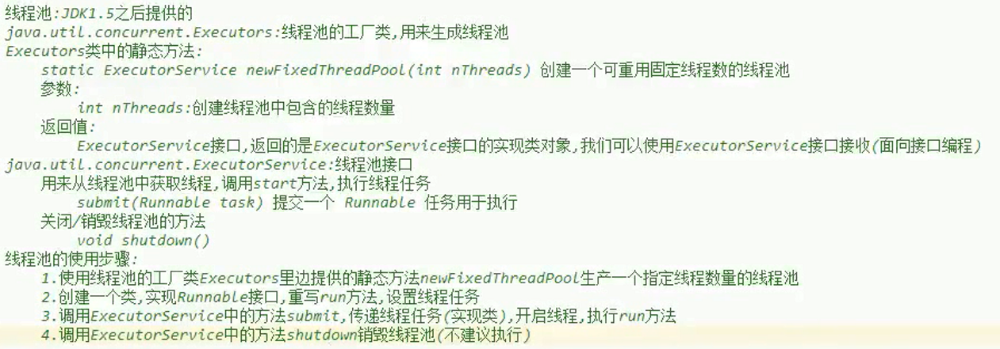 线程池:JDK1.5之后提供的
java.util.concurrent.Executors:线程池的工厂类,用来生成线程池
Executors类中的静态方法:
static ExecutorService newFixedThreadPool(int nThreads) 创建一个可重用固定线程数的线程池
参数:
int nThreads:创建线程池中包含的线程数量
返回值:
ExecutorService接口,返回的是ExecutorService接口的实现类对象,我们可以使用ExecutorService接口接收(面向接口编程)
java.util.concurrent.ExecutorService:线程池接口
用来从线程池中获取线程,调用start方法,执行线程任务
submit(Runnable task) 提交一个 Runnable 任务用于执行
关闭/销毁线程池的方法
void shutdown()
线程池的使用步骤:
1.使用线程池的工厂类Executors里边提供的静态方法newFixedThreadPool生产一个指定线程数量的线程池
2.创建一个类,实现Runnable接口,重写run方法,设置线程任务
3.调用ExecutorService中的方法submit,传递线程任务(实现类),开启线程,执行run方法
4.调用ExecutorService中的方法shutdown销毁线程池(不建议执行)